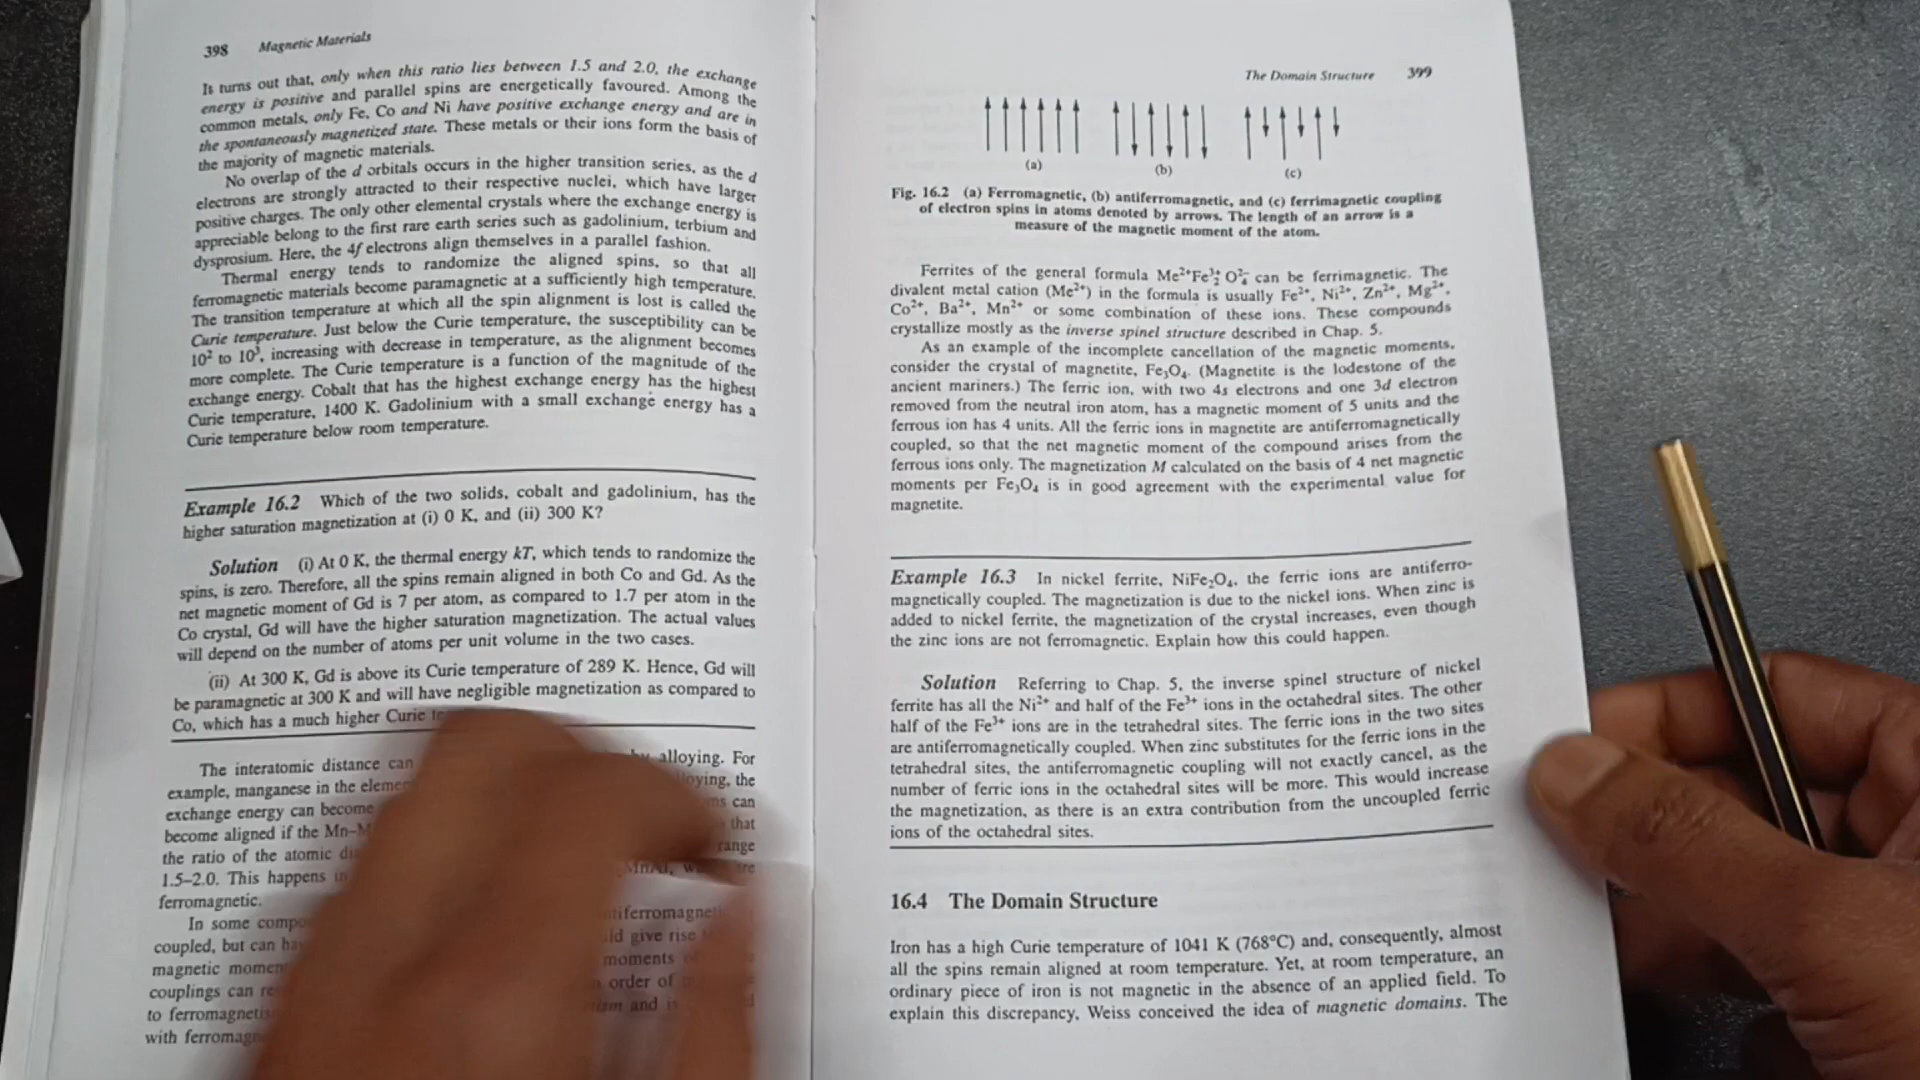 398 Magnetic Materials
It turns out that, only when this ratio lies between 1.5 and 2.0, the exchange
energy is positive and parallel spins are energetically favoured. Among the
common metals, only Fe, Co and Ni have positive exchange energy and are in
the spontaneously magnetized state. These metals or their ions form the basis of
the majority of magnetic materials.
No overlap of the d orbitals occurs in the higher transition series, as the d
electrons are strongly attracted to their respective nuclei, which have larger
positive charges. The only other elemental crystals where the exchange energy is
appreciable belong to the first rare earth series such as gadolinium, terbium and
dysprosium. Here, the 4f electrons align themselves in a parallel fashion.
Thermal energy tends to randomize the aligned spins, so that all
ferromagnetic materials become paramagnetic at a sufficiently high temperature.
The transition temperature at which all the spin alignment is lost is called the
Curie temperature. Just below the Curie temperature, the susceptibility can be
10² to 10³, increasing with decrease in temperature, as the alignment becomes
more complete. The Curie temperature is a function of the magnitude of the
exchange energy. Cobalt that has the highest exchange energy has the highest
Curie temperature, 1400 K. Gadolinium with a small exchange energy has a
Curie temperature below room temperature.
Example 16.2 Which of the two solids, cobalt and gadolinium, has the
higher saturation magnetization at (i) 0 K, and (ii) 300 K?
Solution (i) At 0 K, the thermal energy kT, which tends to randomize the
spins, is zero. Therefore, all the spins remain aligned in both Co and Gd. As the
net magnetic moment of Gd is 7 per atom, as compared to 1.7 per atom in the
Co crystal, Gd will have the higher saturation magnetization. The actual values
will depend on the number of atoms per unit volume in the two cases.
(ii) At 300 K, Gd is above its Curie temperature of 289 K. Hence, Gd will
be paramagnetic at 300 K and will have negligible magnetization as compared to
Co, which has a much higher Curie
The interatomic distance can alloying. For
example, manganese in the the
exchange energy can become can
become aligned if the that
the ratio of the atomic range
1.5–2.0. This happens in
ferromagnetic.
In some
coupled, but can give rise
magnetic moments
couplings can order of
to and
with
The Domain Structure 399
(a) (b) (c)
Fig. 16.2 (a) Ferromagnetic, (b) antiferromagnetic, and (c) ferrimagnetic coupling
of electron spins in atoms denoted by arrows. The length of an arrow is a
measure of the magnetic moment of the atom.
Ferrites of the general formula Me²⁺Fe₂³⁺O₄²⁻ can be ferrimagnetic. The
divalent metal cation (Me²⁺) in the formula is usually Fe²⁺, Ni²⁺, Zn²⁺, Mg²⁺,
Co²⁺, Ba²⁺, Mn²⁺ or some combination of these ions. These compounds
crystallize mostly as the inverse spinel structure described in Chap. 5.
As an example of the incomplete cancellation of the magnetic moments,
consider the crystal of magnetite, Fe₃O₄. (Magnetite is the lodestone of the
ancient mariners.) The ferric ion, with two 4s electrons and one 3d electron
removed from the neutral iron atom, has a magnetic moment of 5 units and the
ferrous ion has 4 units. All the ferric ions in magnetite are antiferromagnetically
coupled, so that the net magnetic moment of the compound arises from the
ferrous ions only. The magnetization M calculated on the basis of 4 net magnetic
moments per Fe₃O₄ is in good agreement with the experimental value for
magnetite.
Example 16.3 In nickel ferrite, NiFe₂O₄, the ferric ions are antiferro-
magnetically coupled. The magnetization is due to the nickel ions. When zinc is
added to nickel ferrite, the magnetization of the crystal increases, even though
the zinc ions are not ferromagnetic. Explain how this could happen.
Solution Referring to Chap. 5, the inverse spinel structure of nickel
ferrite has all the Ni²⁺ and half of the Fe³⁺ ions in the octahedral sites. The other
half of the Fe³⁺ ions are in the tetrahedral sites. The ferric ions in the two sites
are antiferromagnetically coupled. When zinc substitutes for the ferric ions in the
tetrahedral sites, the antiferromagnetic coupling will not exactly cancel, as the
number of ferric ions in the octahedral sites will be more. This would increase
the magnetization, as there is an extra contribution from the uncoupled ferric
ions of the octahedral sites.
16.4 The Domain Structure
Iron has a high Curie temperature of 1041 K (768°C) and, consequently, almost
all the spins remain aligned at room temperature. Yet, at room temperature, an
ordinary piece of iron is not magnetic in the absence of an applied field. To
explain this discrepancy, Weiss conceived the idea of magnetic domains. The